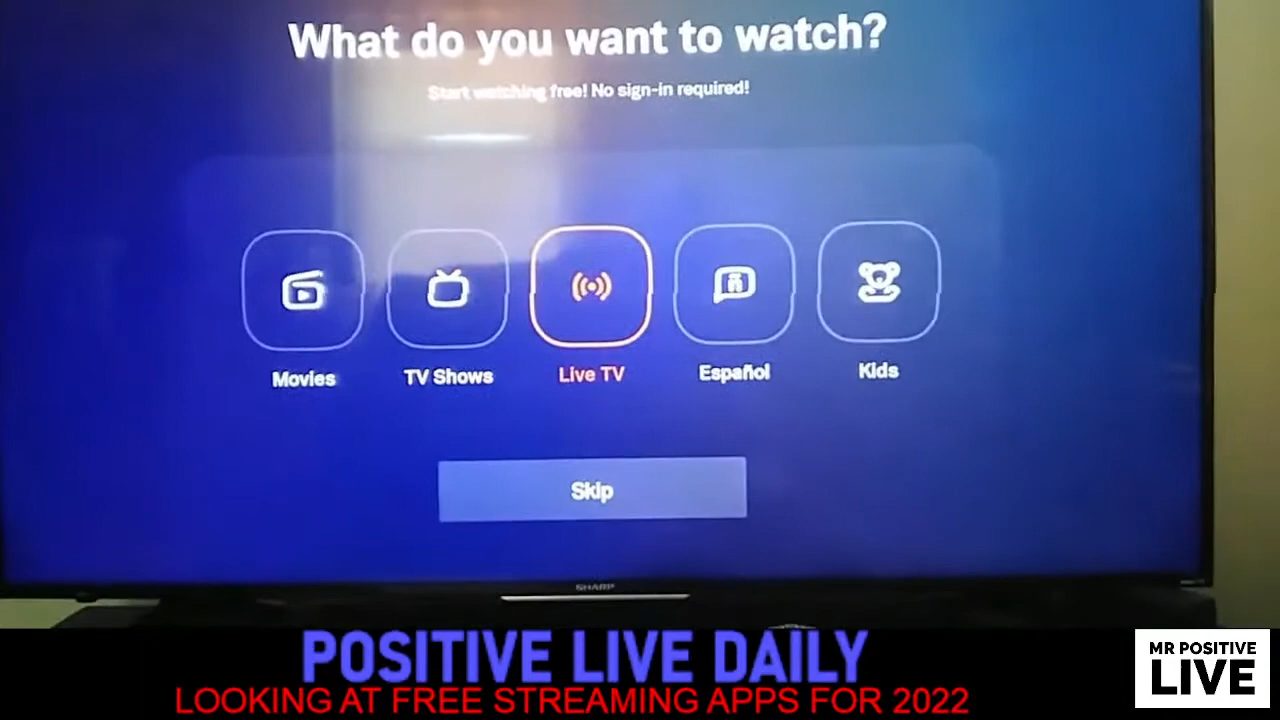 What do you want to watch?
Start watching free! No sign-in required!
Movies
TV Shows
Live TV
Español
Kids
Skip
SHARP
POSITIVE LIVE DAILY
LOOKING AT FREE STREAMING APPS FOR 2022
MR POSITIVE
LIVE